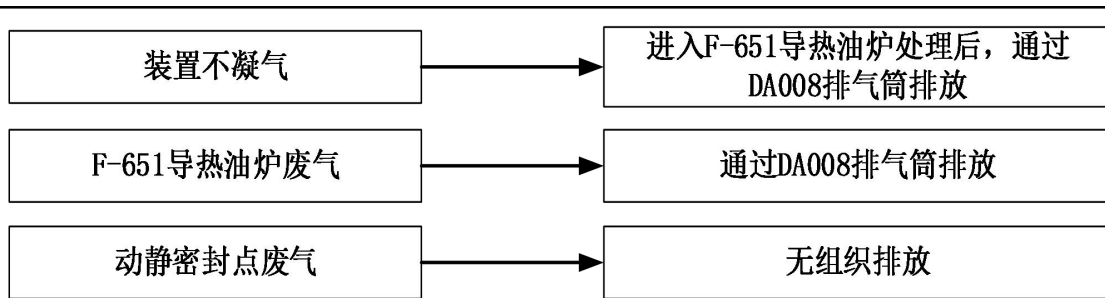 装置不凝气
进入F-651导热油炉处理后，通过
DA008排气筒排放
F-651导热油炉废气
通过DA008排气筒排放
动静密封点废气
无组织排放